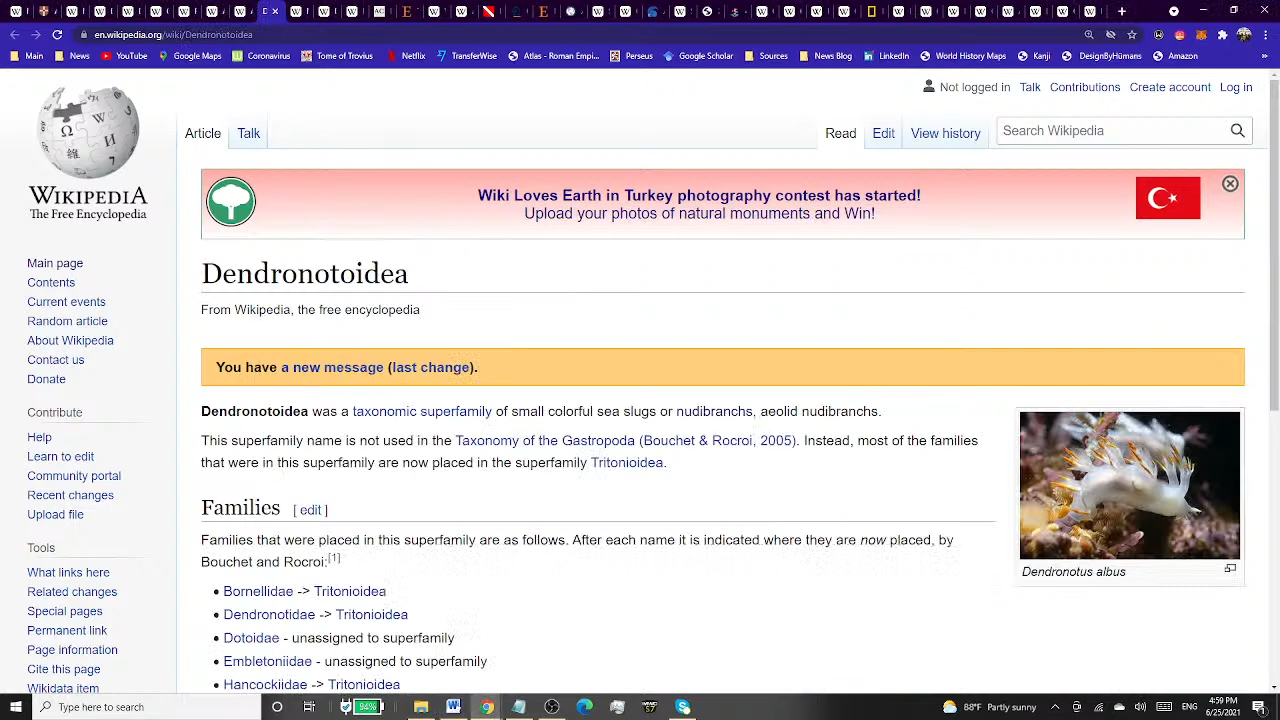 en.wikipedia.org/wiki/Dendronotoidea
Main News YouTube Google Maps Coronavirus Tome of Trovius Netflix TransferWise Atlas - Roman Empi... Perseus Google Scholar Sources News Blog LinkedIn World History Maps Kanji DesignByHumans Amazon
Not logged in Talk Contributions Create account Log in
Article Talk Read Edit View history Search Wikipedia
WIKIPEDIA
The Free Encyclopedia
Wiki Loves Earth in Turkey photography contest has started!
Upload your photos of natural monuments and Win!
Main page
Contents
Current events
Random article
About Wikipedia
Contact us
Donate
Contribute
Help
Learn to edit
Community portal
Recent changes
Upload file
Tools
What links here
Related changes
Special pages
Permanent link
Page information
Cite this page
Wikidata item
Dendronotoidea
From Wikipedia, the free encyclopedia
You have a new message (last change).
Dendronotoidea was a taxonomic superfamily of small colorful sea slugs or nudibranchs, aeolid nudibranchs.
This superfamily name is not used in the Taxonomy of the Gastropoda (Bouchet & Rocroi, 2005). Instead, most of the families
that were in this superfamily are now placed in the superfamily Tritonioidea.
Dendronotus albus
Families [ edit ]
Families that were placed in this superfamily are as follows. After each name it is indicated where they are now placed, by
Bouchet and Rocroi:[1]
• Bornellidae -> Tritonioidea
• Dendronotidae -> Tritonioidea
• Dotoidae - unassigned to superfamily
• Embletoniidae - unassigned to superfamily
• Hancockiidae -> Tritonioidea
Type here to search
94%
88°F Partly sunny
4:59 PM
6/25/2021